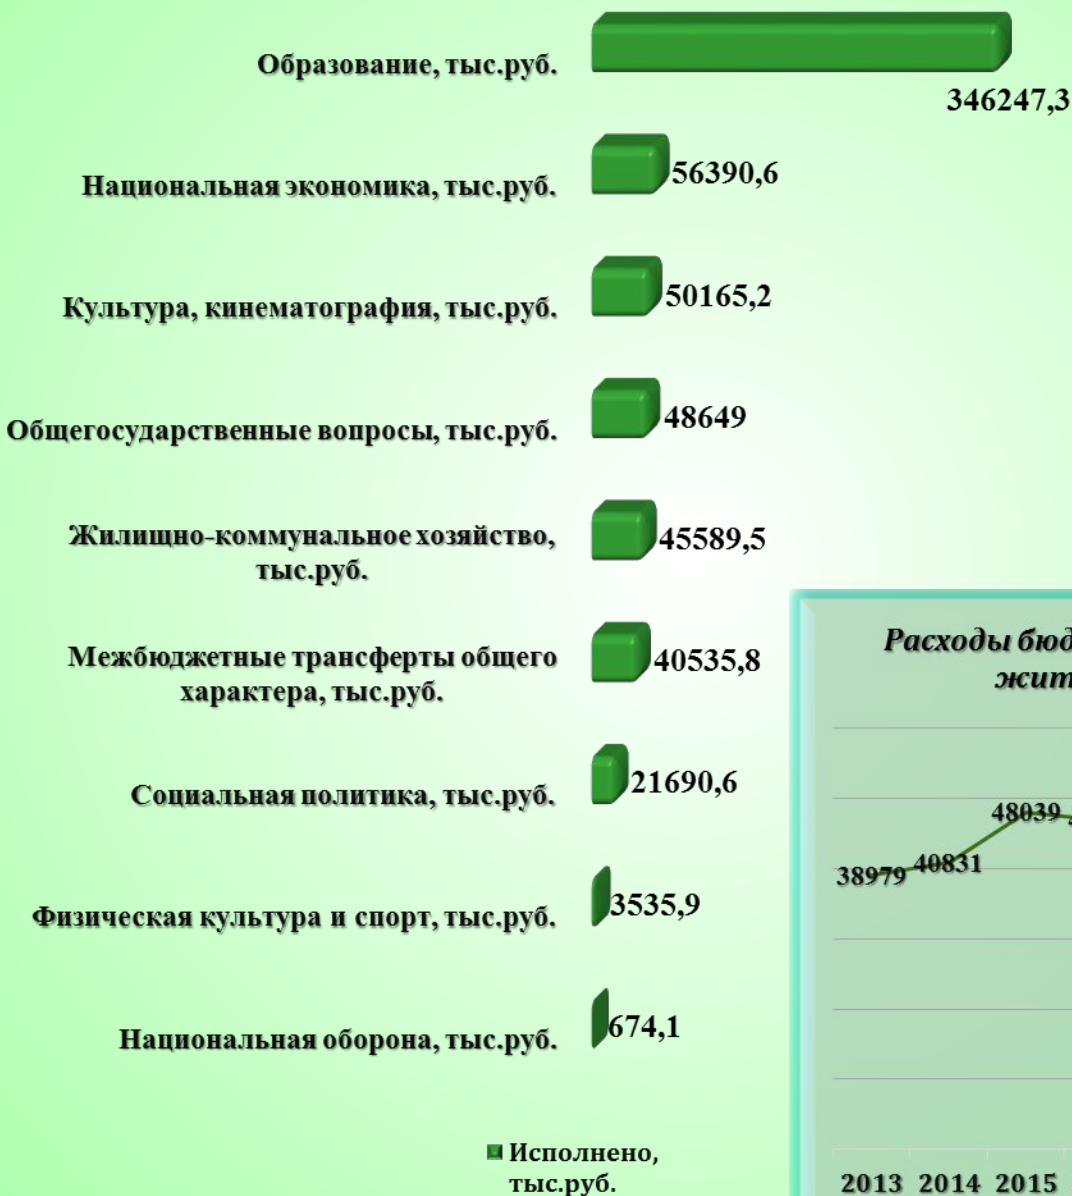 Образование, тыс.руб.
346247,3
Национальная экономика, тыс.руб.
56390,6
Культура, кинематография, тыс.руб.
50165,2
Общегосударственные вопросы, тыс.руб.
48649
Жилищно-коммунальное хозяйство,
тыс.руб.
45589,5
Межбюджетные трансферты общего
характера, тыс.руб.
40535,8
Социальная политика, тыс.руб.
21690,6
Физическая культура и спорт, тыс.руб.
3535,9
Национальная оборона, тыс.руб.
674,1
Исполнено,
тыс.руб.
Расходы
48039
40831
38979
2013 2014 2015